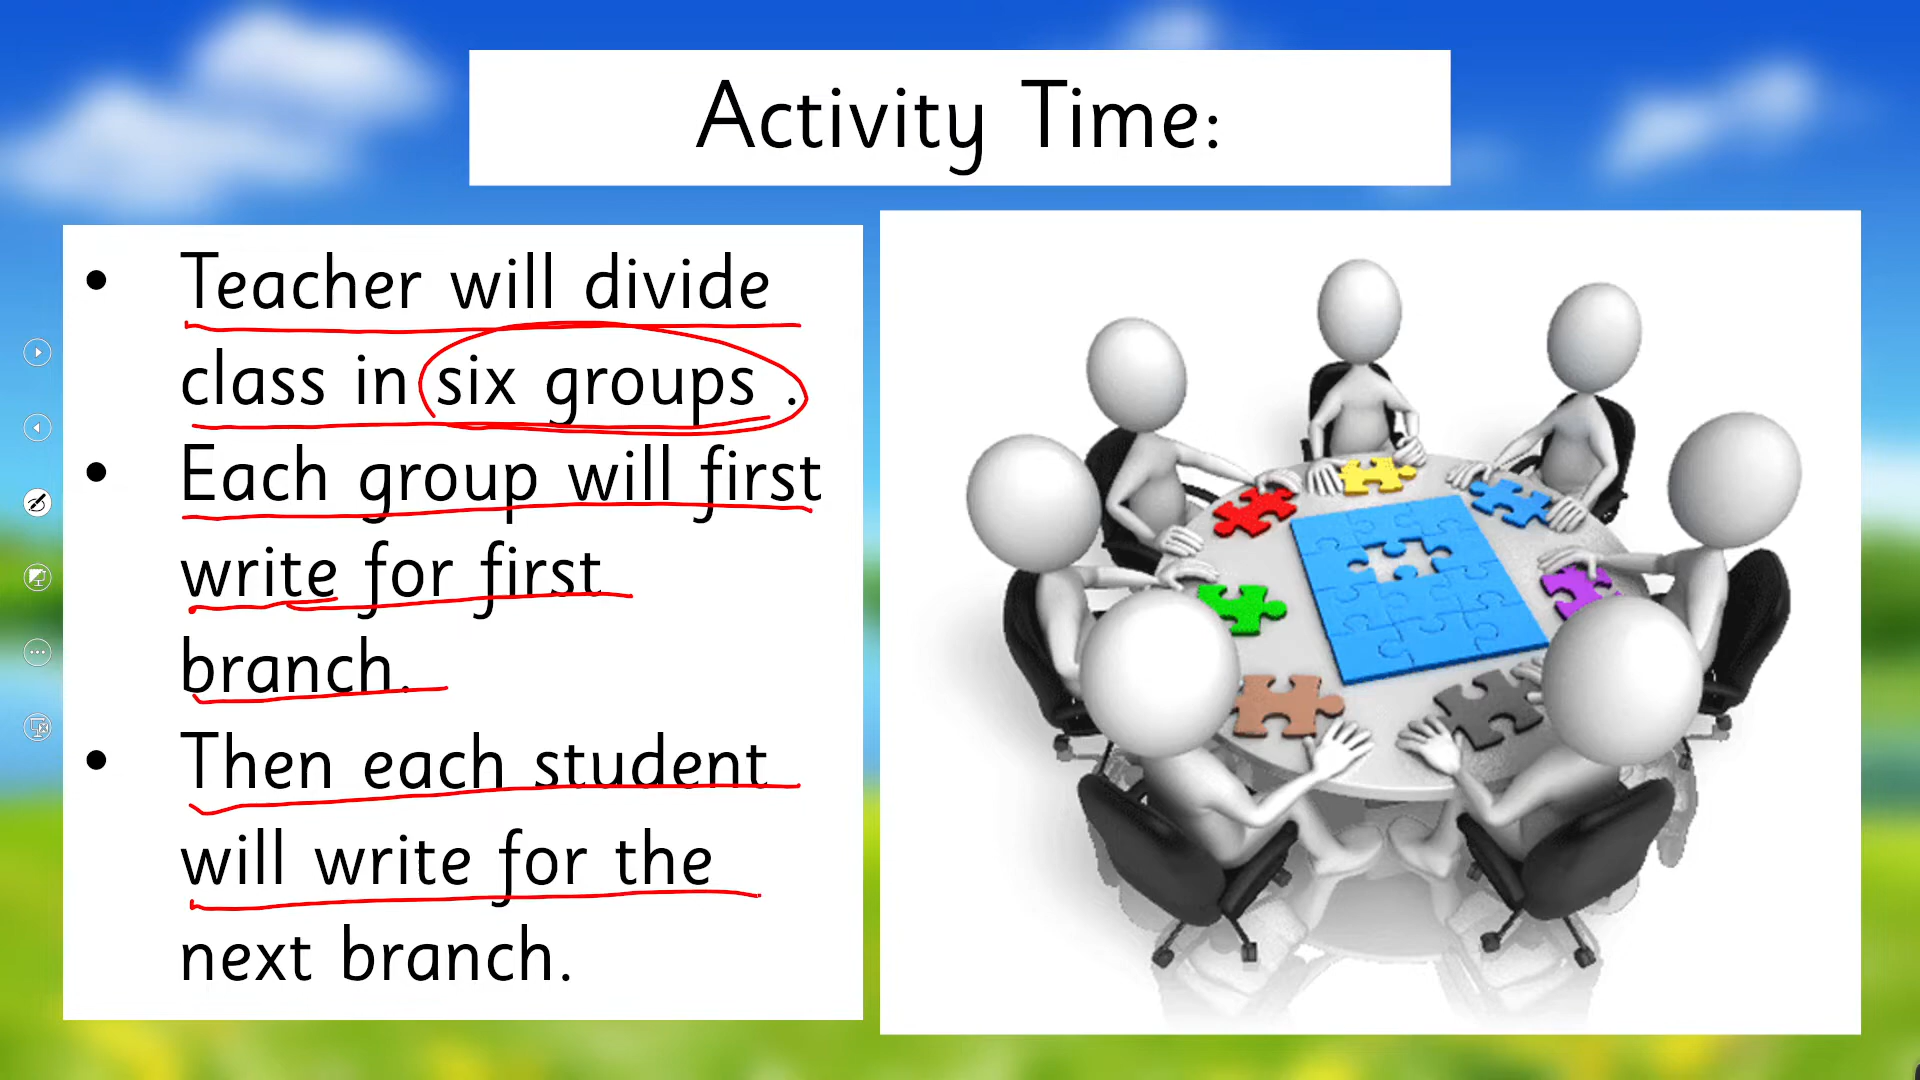 Activity Time:
• Teacher will divide
class in six groups .
• Each group will first
write for first
branch.
• Then each student
will write for the
next branch.